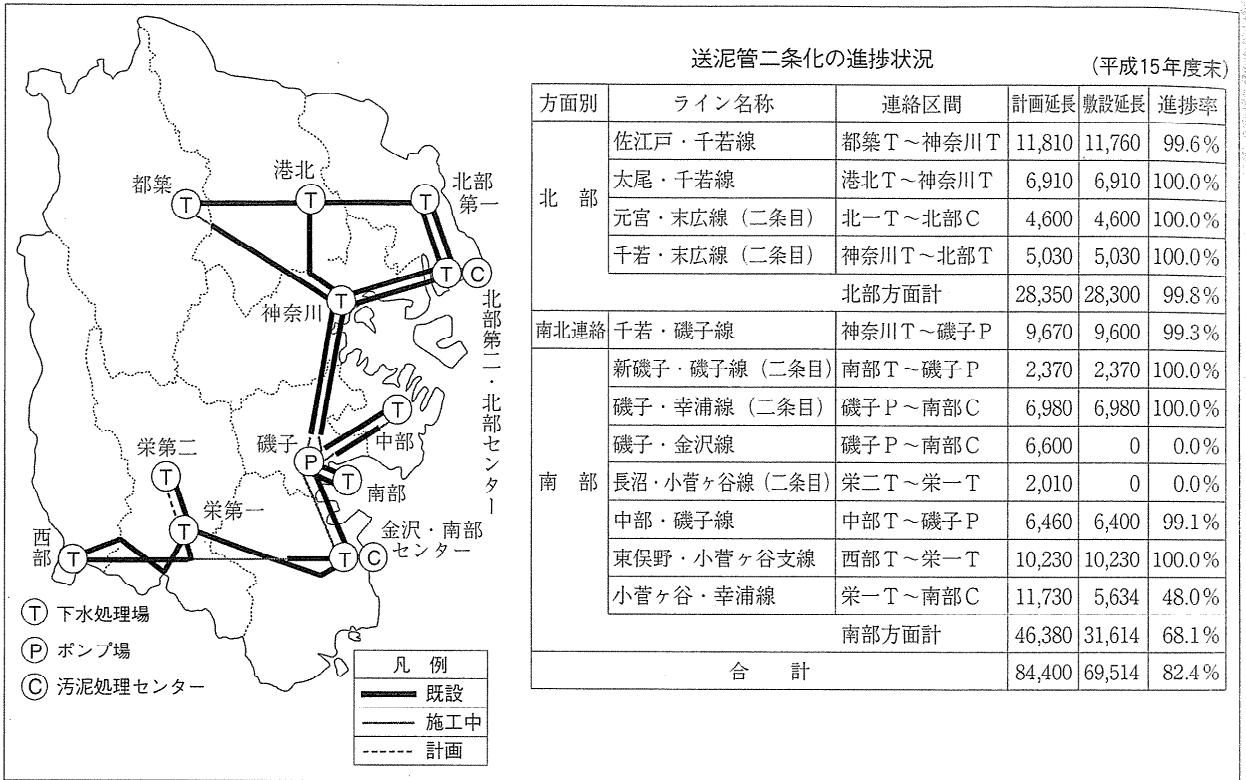 送泥管二条化の進捗状況
(平成15年度末)
方面別 ライン名称 連絡区間 計画延長 敷設延長 進捗率
北部
佐江戸・千若線 都築T〜神奈川T 11,810 11,760 99.6%
太尾・千若線 港北T〜神奈川T 6,910 6,910 100.0%
元宮・末広線(二条目) 北一T〜北部C 4,600 4,600 100.0%
千若・末広線(二条目) 神奈川T〜北部T 5,030 5,030 100.0%
北部方面計 28,350 28,300 99.8%
南北連絡 千若・磯子線 神奈川T〜磯子P 9,670 9,600 99.3%
南部
新磯子・磯子線(二条目) 南部T〜磯子P 2,370 2,370 100.0%
磯子・幸浦線(二条目) 磯子P〜南部C 6,980 6,980 100.0%
磯子・金沢線 磯子P〜南部C 6,600 0 0.0%
長沼・小菅ヶ谷線(二条目) 栄二T〜栄一T 2,010 0 0.0%
中部・磯子線 中部T〜磯子P 6,460 6,400 99.1%
東俣野・小菅ヶ谷支線 西部T〜栄一T 10,230 10,230 100.0%
小菅ヶ谷・幸浦線 栄一T〜南部C 11,730 5,634 48.0%
南部方面計 46,380 31,614 68.1%
合計 84,400 69,514 82.4%
都築
T
港北
T
北部
第一
T
T
C
北部第二・北部センター
神奈川
T
中部
T
磯子
P
南部
T
栄第二
T
栄第一
T
西部
T
金沢・南部
センター
T
C
T 下水処理場
P ポンプ場
C 汚泥処理センター
凡例
既設
施工中
計画